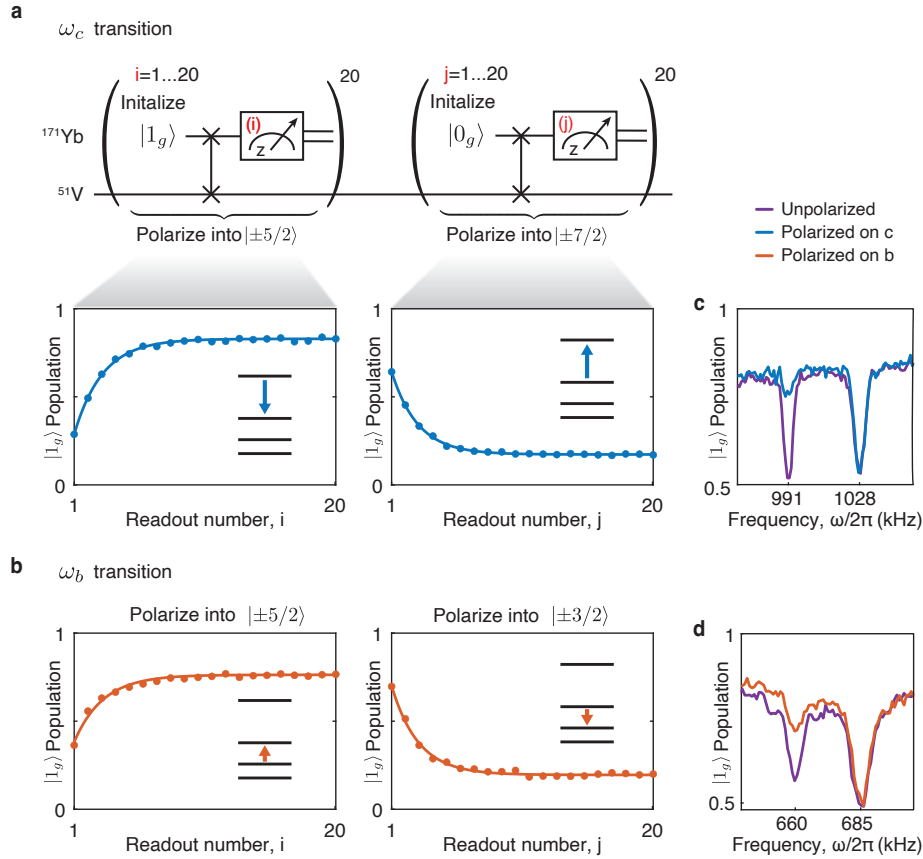 a
ω_c transition
i=1...20
20
j=1...20
20
Initalize
Initalize
¹⁷¹Yb
|1_g⟩
(i)
z
|0_g⟩
(j)
z
⁵¹V
Polarize into |±5/2⟩
Polarize into |±7/2⟩
Unpolarized
Polarized on c
Polarized on b
1
|1_g⟩ Population
0
1
20
Readout number, i
1
|1_g⟩ Population
0
1
20
Readout number, j
c
1
|1_g⟩ Population
0.5
991
1028
Frequency, ω/2π (kHz)
b
ω_b transition
Polarize into |±5/2⟩
1
|1_g⟩ Population
0
1
20
Readout number, i
Polarize into |±3/2⟩
1
|1_g⟩ Population
0
1
20
Readout number, j
d
1
|1_g⟩ Population
0.5
660
685
Frequency, ω/2π (kHz)